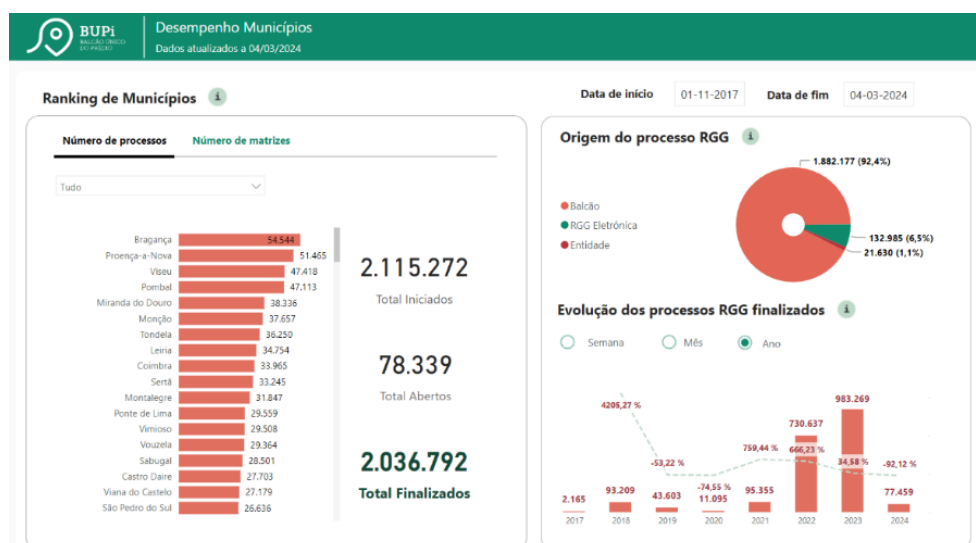 BUPi
BALCÃO ÚNICO
DO PRÉDIO
Desempenho Municípios
Dados atualizados a 04/03/2024
Ranking de Municípios i
Data de início 01-11-2017 Data de fim 04-03-2024
Número de processos Número de matrizes
Tudo
Bragança 54.544
Proença-a-Nova 51.465
Viseu 47.418
Pombal 47.113
Miranda do Douro 38.336
Monção 37.657
Tondela 36.250
Leiria 34.754
Coimbra 33.965
Sertã 33.245
Montalegre 31.847
Ponte de Lima 29.559
Vimioso 29.508
Vouzela 29.364
Sabugal 28.501
Castro Daire 27.703
Viana do Castelo 27.179
São Pedro do Sul 26.636
2.115.272
Total Iniciados
78.339
Total Abertos
2.036.792
Total Finalizados
Origem do processo RGG i
Balcão
RGG Eletrónica
Entidade
1.882.177 (92,4%)
132.985 (6,5%)
21.630 (1,1%)
Evolução dos processos RGG finalizados i
Semana Mês Ano
4205,27 %
-53,22 %
-74,55 %
759,44 %
666,23 %
34,58 %
-92,12 %
2.165
93.209
43.603
11.095
95.355
730.637
983.269
77.459
2017 2018 2019 2020 2021 2022 2023 2024